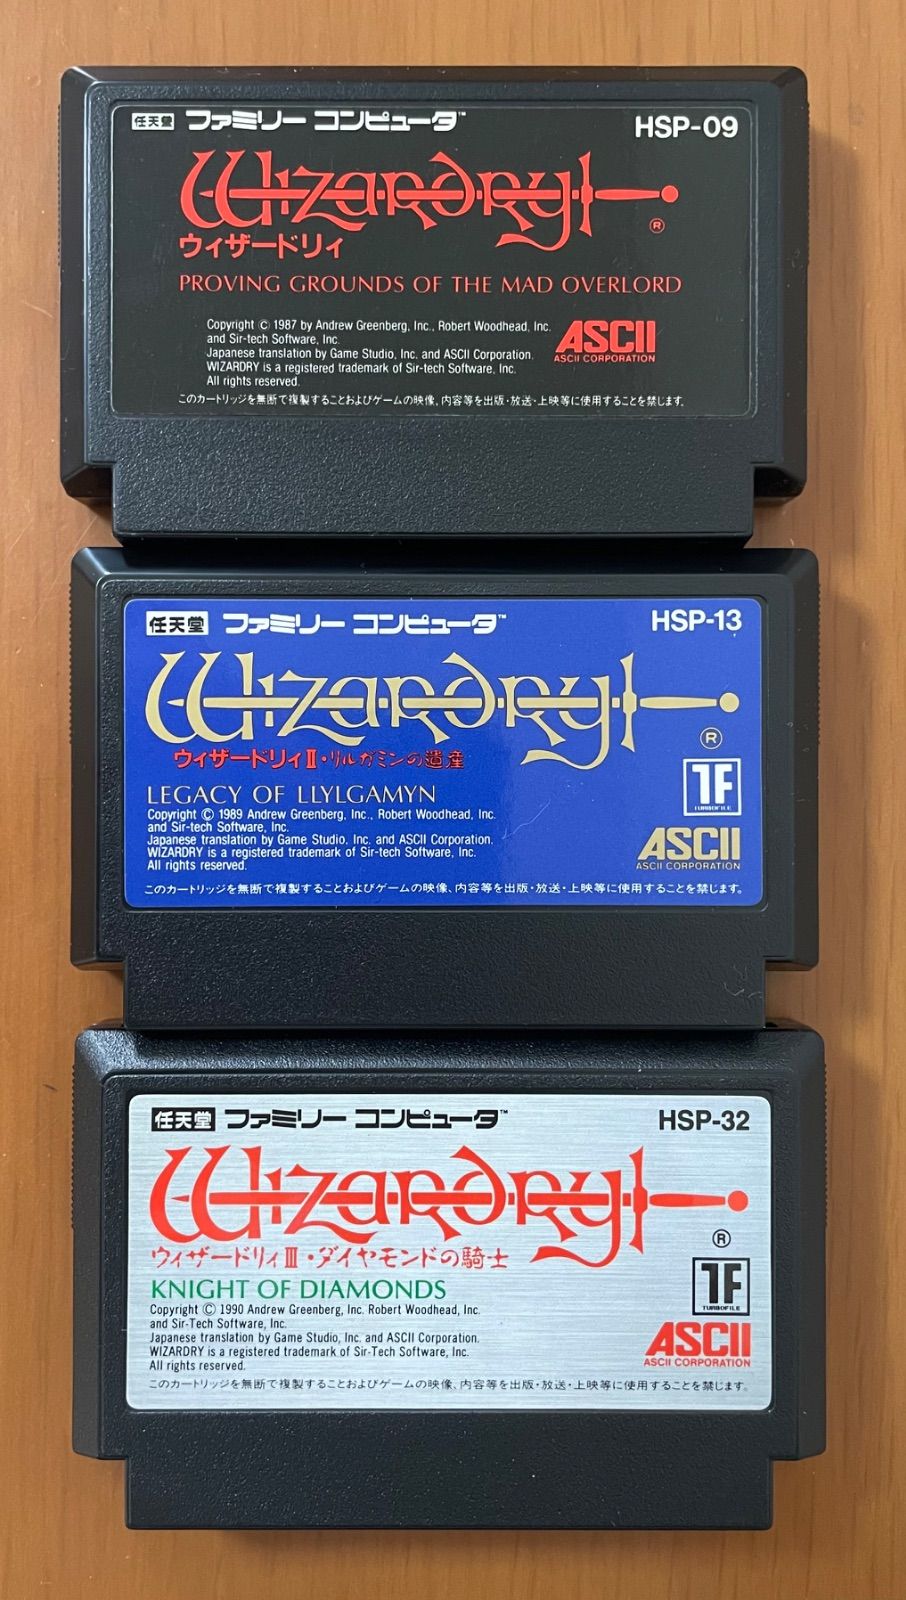 任天堂 ファミリー コンピュータ™ HSP-09
Wizardry ®
ウィザードリィ
PROVING GROUNDS OF THE MAD OVERLORD
Copyright © 1987 by Andrew Greenberg, Inc., Robert Woodhead, Inc.
and Sir-tech Software, Inc.
Japanese translation by Game Studio, Inc. and ASCII Corporation.
WIZARDRY is a registered trademark of Sir-tech Software, Inc.
All rights reserved.
ASCII
ASCII CORPORATION
このカートリッジを無断で複製することおよびゲームの映像、内容等を出版・放送・上映等に使用することを禁じます。
任天堂 ファミリー コンピュータ™ HSP-13
Wizardry ®
ウィザードリィⅡ・リルガミンの遺産
LEGACY OF LLYLGAMYN
Copyright © 1989 Andrew Greenberg, Inc., Robert Woodhead, Inc.
and Sir-tech Software, Inc.
Japanese translation by Game Studio, Inc. and ASCII Corporation.
WIZARDRY is a registered trademark of Sir-tech Software, Inc.
All rights reserved.
TF
TURBOFILE
ASCII
ASCII CORPORATION
このカートリッジを無断で複製することおよびゲームの映像、内容等を出版・放送・上映等に使用することを禁じます。
任天堂 ファミリー コンピュータ™ HSP-32
Wizardry ®
ウィザードリィⅢ・ダイヤモンドの騎士
KNIGHT OF DIAMONDS
Copyright © 1990 Andrew Greenberg, Inc. Robert Woodhead, Inc.
and Sir-Tech Software, Inc.
Japanese translation by Game Studio, Inc. and ASCII Corporation.
WIZARDRY is a registered trademark of Sir-Tech Software, Inc.
All rights reserved.
TF
TURBOFILE
ASCII
ASCII CORPORATION
このカートリッジを無断で複製することおよびゲームの映像、内容等を出版・放送・上映等に使用することを禁じます。